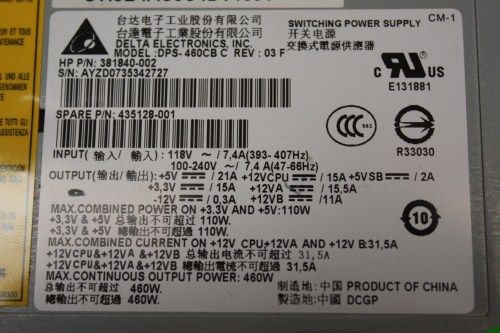 台达电子工业股份有限公司
台達電子工業股份有限公司
DELTA ELECTRONICS, INC.
MODEL: DPS-460CB C REV: 03 F
SWITCHING POWER SUPPLY CM-1
开关电源
交換式電源供應器
HP P/N: 381840-002
S/N: AYZD0735342727
SPARE P/N: 435128-001
E131881
R33030
INPUT(输入/輸入): 118V ~/ 7,4A(393-407Hz)
100-240V ~/ 7,4 A(47-66Hz)
OUTPUT(输出/輸出): +5V / 21A +12VCPU / 15A +5VSB / 2A
+3,3V / 15A +12VA / 15,5A
-12V / 0,3A +12VB / 11A
MAX.COMBINED POWER ON +3.3V AND +5V:110W
+3,3V & +5V 总输出不可超过 110W.
+3,3V & +5V 總輸出不可超過 110W.
MAX.COMBINED CURRENT ON +12V CPU+12VA AND +12V B:31,5A
+12VCPU&+12VA &+12VB 总输出电流不可超过 31,5A
+12VCPU&+12VA &+12VB 總輸出電流不可超過 31,5A
MAX.CONTINUOUS OUTPUT POWER: 460W
总输出不可超过 460W.
總輸出不可超過 460W.
制造地: 中国 PRODUCT OF CHINA
製造地: 中國 DCGP
10